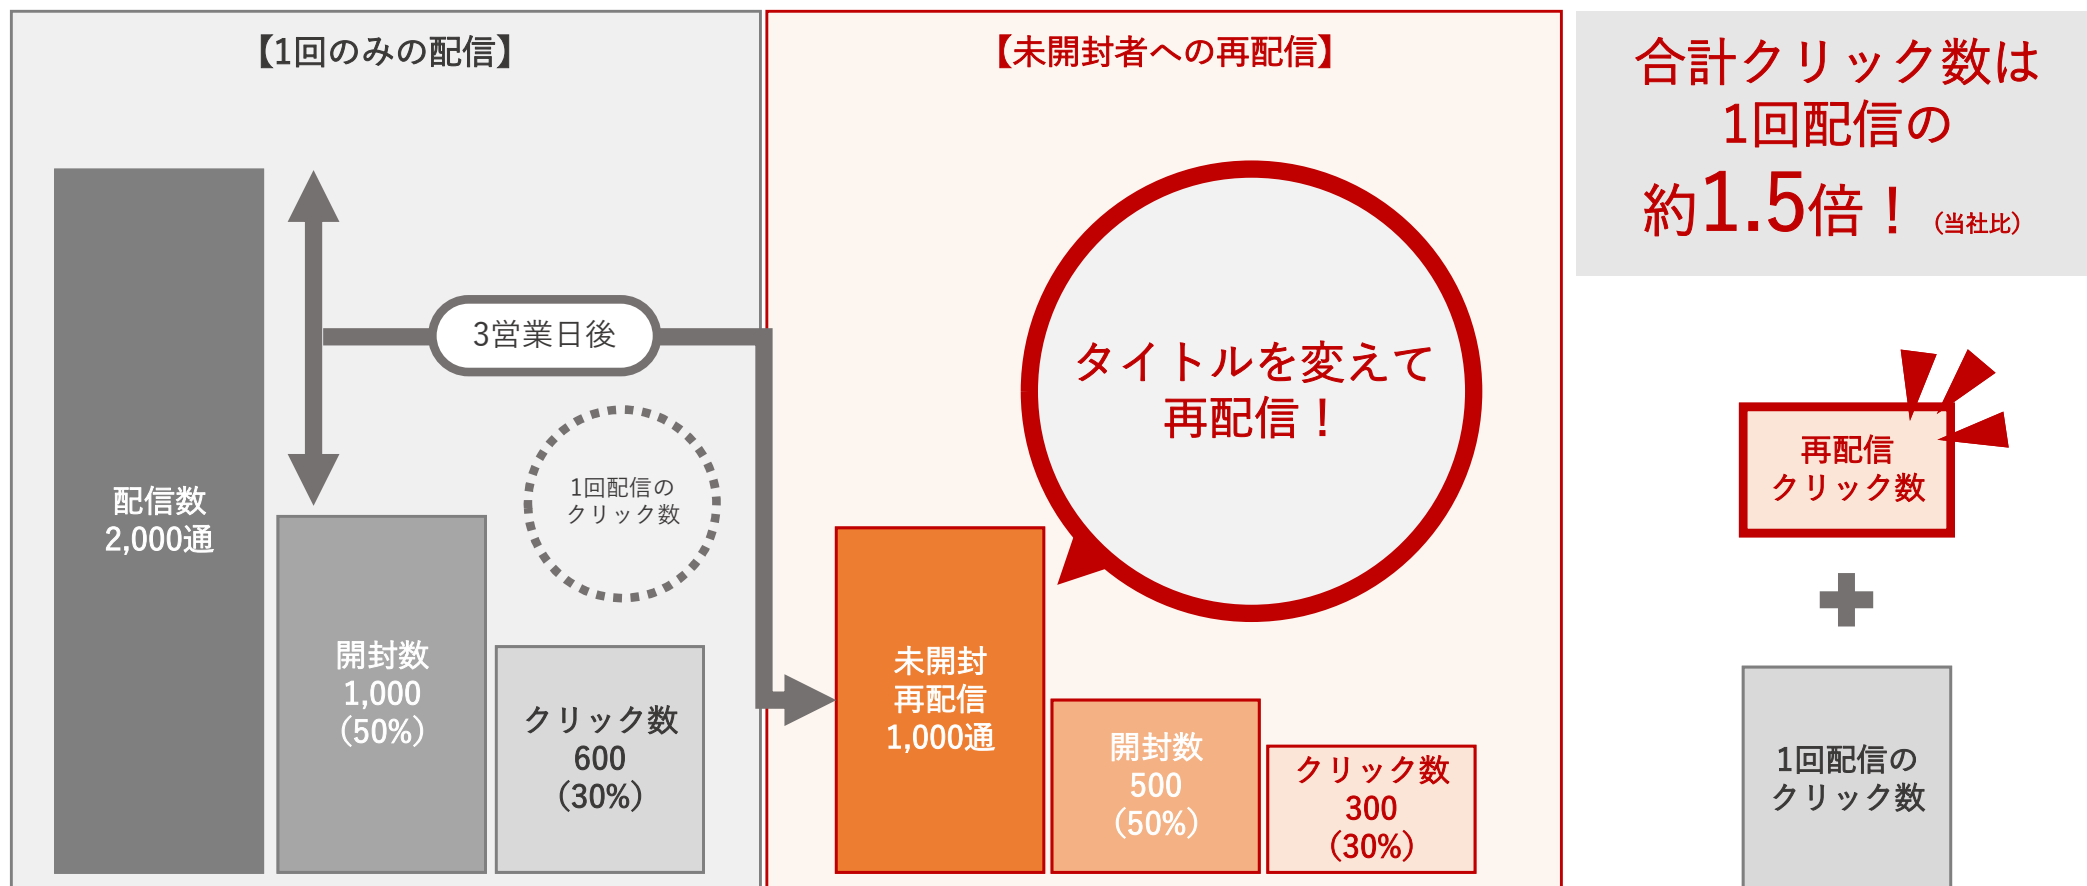 【1回のみの配信】
配信数
2,000通
3営業日後
1回配信の
クリック数
開封数
1,000
(50%)
クリック数
600
(30%)
【未開封者への再配信】
タイトルを変えて
再配信！
未開封
再配信
1,000通
開封数
500
(50%)
クリック数
300
(30%)
合計クリック数は
1回配信の
約1.5倍！（当社比）
再配信
クリック数
1回配信の
クリック数